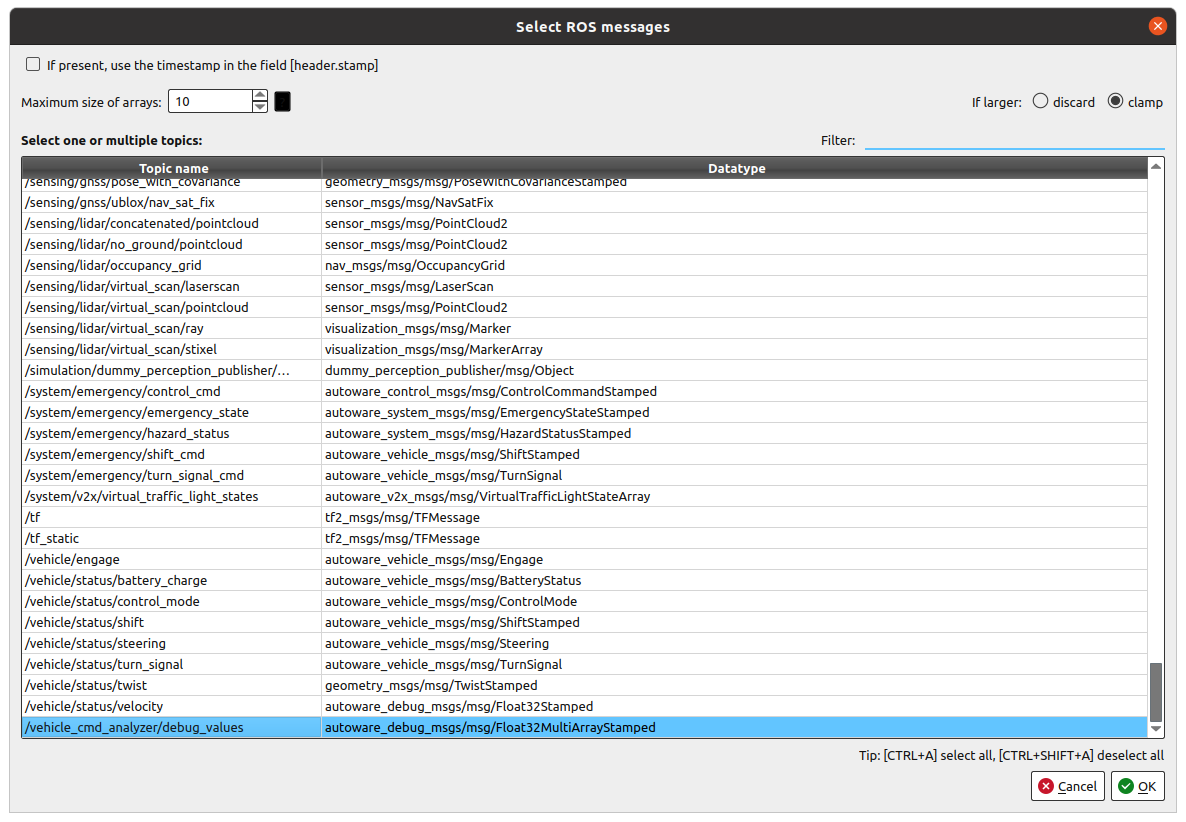 Select ROS messages
If present, use the timestamp in the field [header.stamp]
Maximum size of arrays: 10 If larger: discard clamp
Select one or multiple topics: Filter:
Topic name Datatype
/sensing/gnss/pose_with_covariance geometry_msgs/msg/PoseWithCovarianceStamped
/sensing/gnss/ublox/nav_sat_fix sensor_msgs/msg/NavSatFix
/sensing/lidar/concatenated/pointcloud sensor_msgs/msg/PointCloud2
/sensing/lidar/no_ground/pointcloud sensor_msgs/msg/PointCloud2
/sensing/lidar/occupancy_grid nav_msgs/msg/OccupancyGrid
/sensing/lidar/virtual_scan/laserscan sensor_msgs/msg/LaserScan
/sensing/lidar/virtual_scan/pointcloud sensor_msgs/msg/PointCloud2
/sensing/lidar/virtual_scan/ray visualization_msgs/msg/Marker
/sensing/lidar/virtual_scan/stixel visualization_msgs/msg/MarkerArray
/simulation/dummy_perception_publisher/... dummy_perception_publisher/msg/Object
/system/emergency/control_cmd autoware_control_msgs/msg/ControlCommandStamped
/system/emergency/emergency_state autoware_system_msgs/msg/EmergencyStateStamped
/system/emergency/hazard_status autoware_system_msgs/msg/HazardStatusStamped
/system/emergency/shift_cmd autoware_vehicle_msgs/msg/ShiftStamped
/system/emergency/turn_signal_cmd autoware_vehicle_msgs/msg/TurnSignal
/system/v2x/virtual_traffic_light_states autoware_v2x_msgs/msg/VirtualTrafficLightStateArray
/tf tf2_msgs/msg/TFMessage
/tf_static tf2_msgs/msg/TFMessage
/vehicle/engage autoware_vehicle_msgs/msg/Engage
/vehicle/status/battery_charge autoware_vehicle_msgs/msg/BatteryStatus
/vehicle/status/control_mode autoware_vehicle_msgs/msg/ControlMode
/vehicle/status/shift autoware_vehicle_msgs/msg/ShiftStamped
/vehicle/status/steering autoware_vehicle_msgs/msg/Steering
/vehicle/status/turn_signal autoware_vehicle_msgs/msg/TurnSignal
/vehicle/status/twist geometry_msgs/msg/TwistStamped
/vehicle/status/velocity autoware_debug_msgs/msg/Float32Stamped
/vehicle_cmd_analyzer/debug_values autoware_debug_msgs/msg/Float32MultiArrayStamped
Tip: [CTRL+A] select all, [CTRL+SHIFT+A] deselect all
Cancel OK